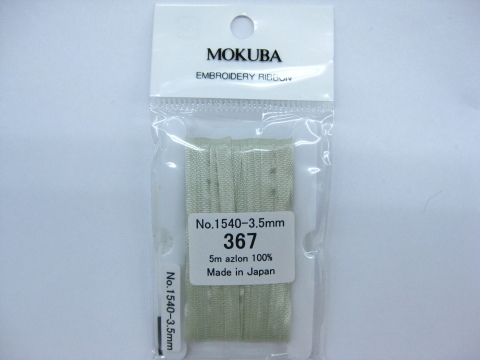 MOKUBA
EMBROIDERY RIBBON
No.1540-3.5mm
367
5m azlon 100%
Made in Japan
No.1540-3.5mm